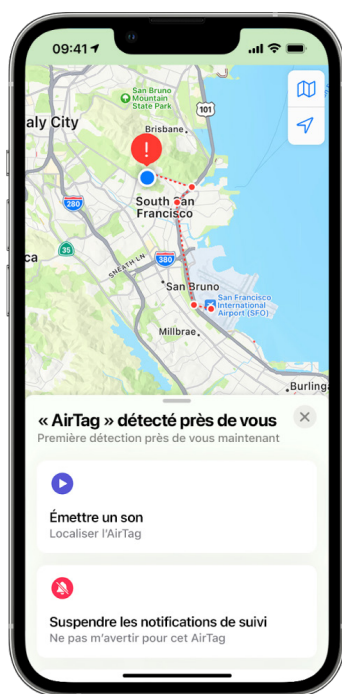 09:41
San Bruno
Mountain
State Park
101
aly City
Brisbane
280
South San
Francisco
35
ca
380
SNEATH LN
San Bruno
San Francisco
International
Airport (SFO)
Millbrae
Burling
« AirTag » détecté près de vous
Première détection près de vous maintenant
Émettre un son
Localiser l'AirTag
Suspendre les notifications de suivi
Ne pas m'avertir pour cet AirTag